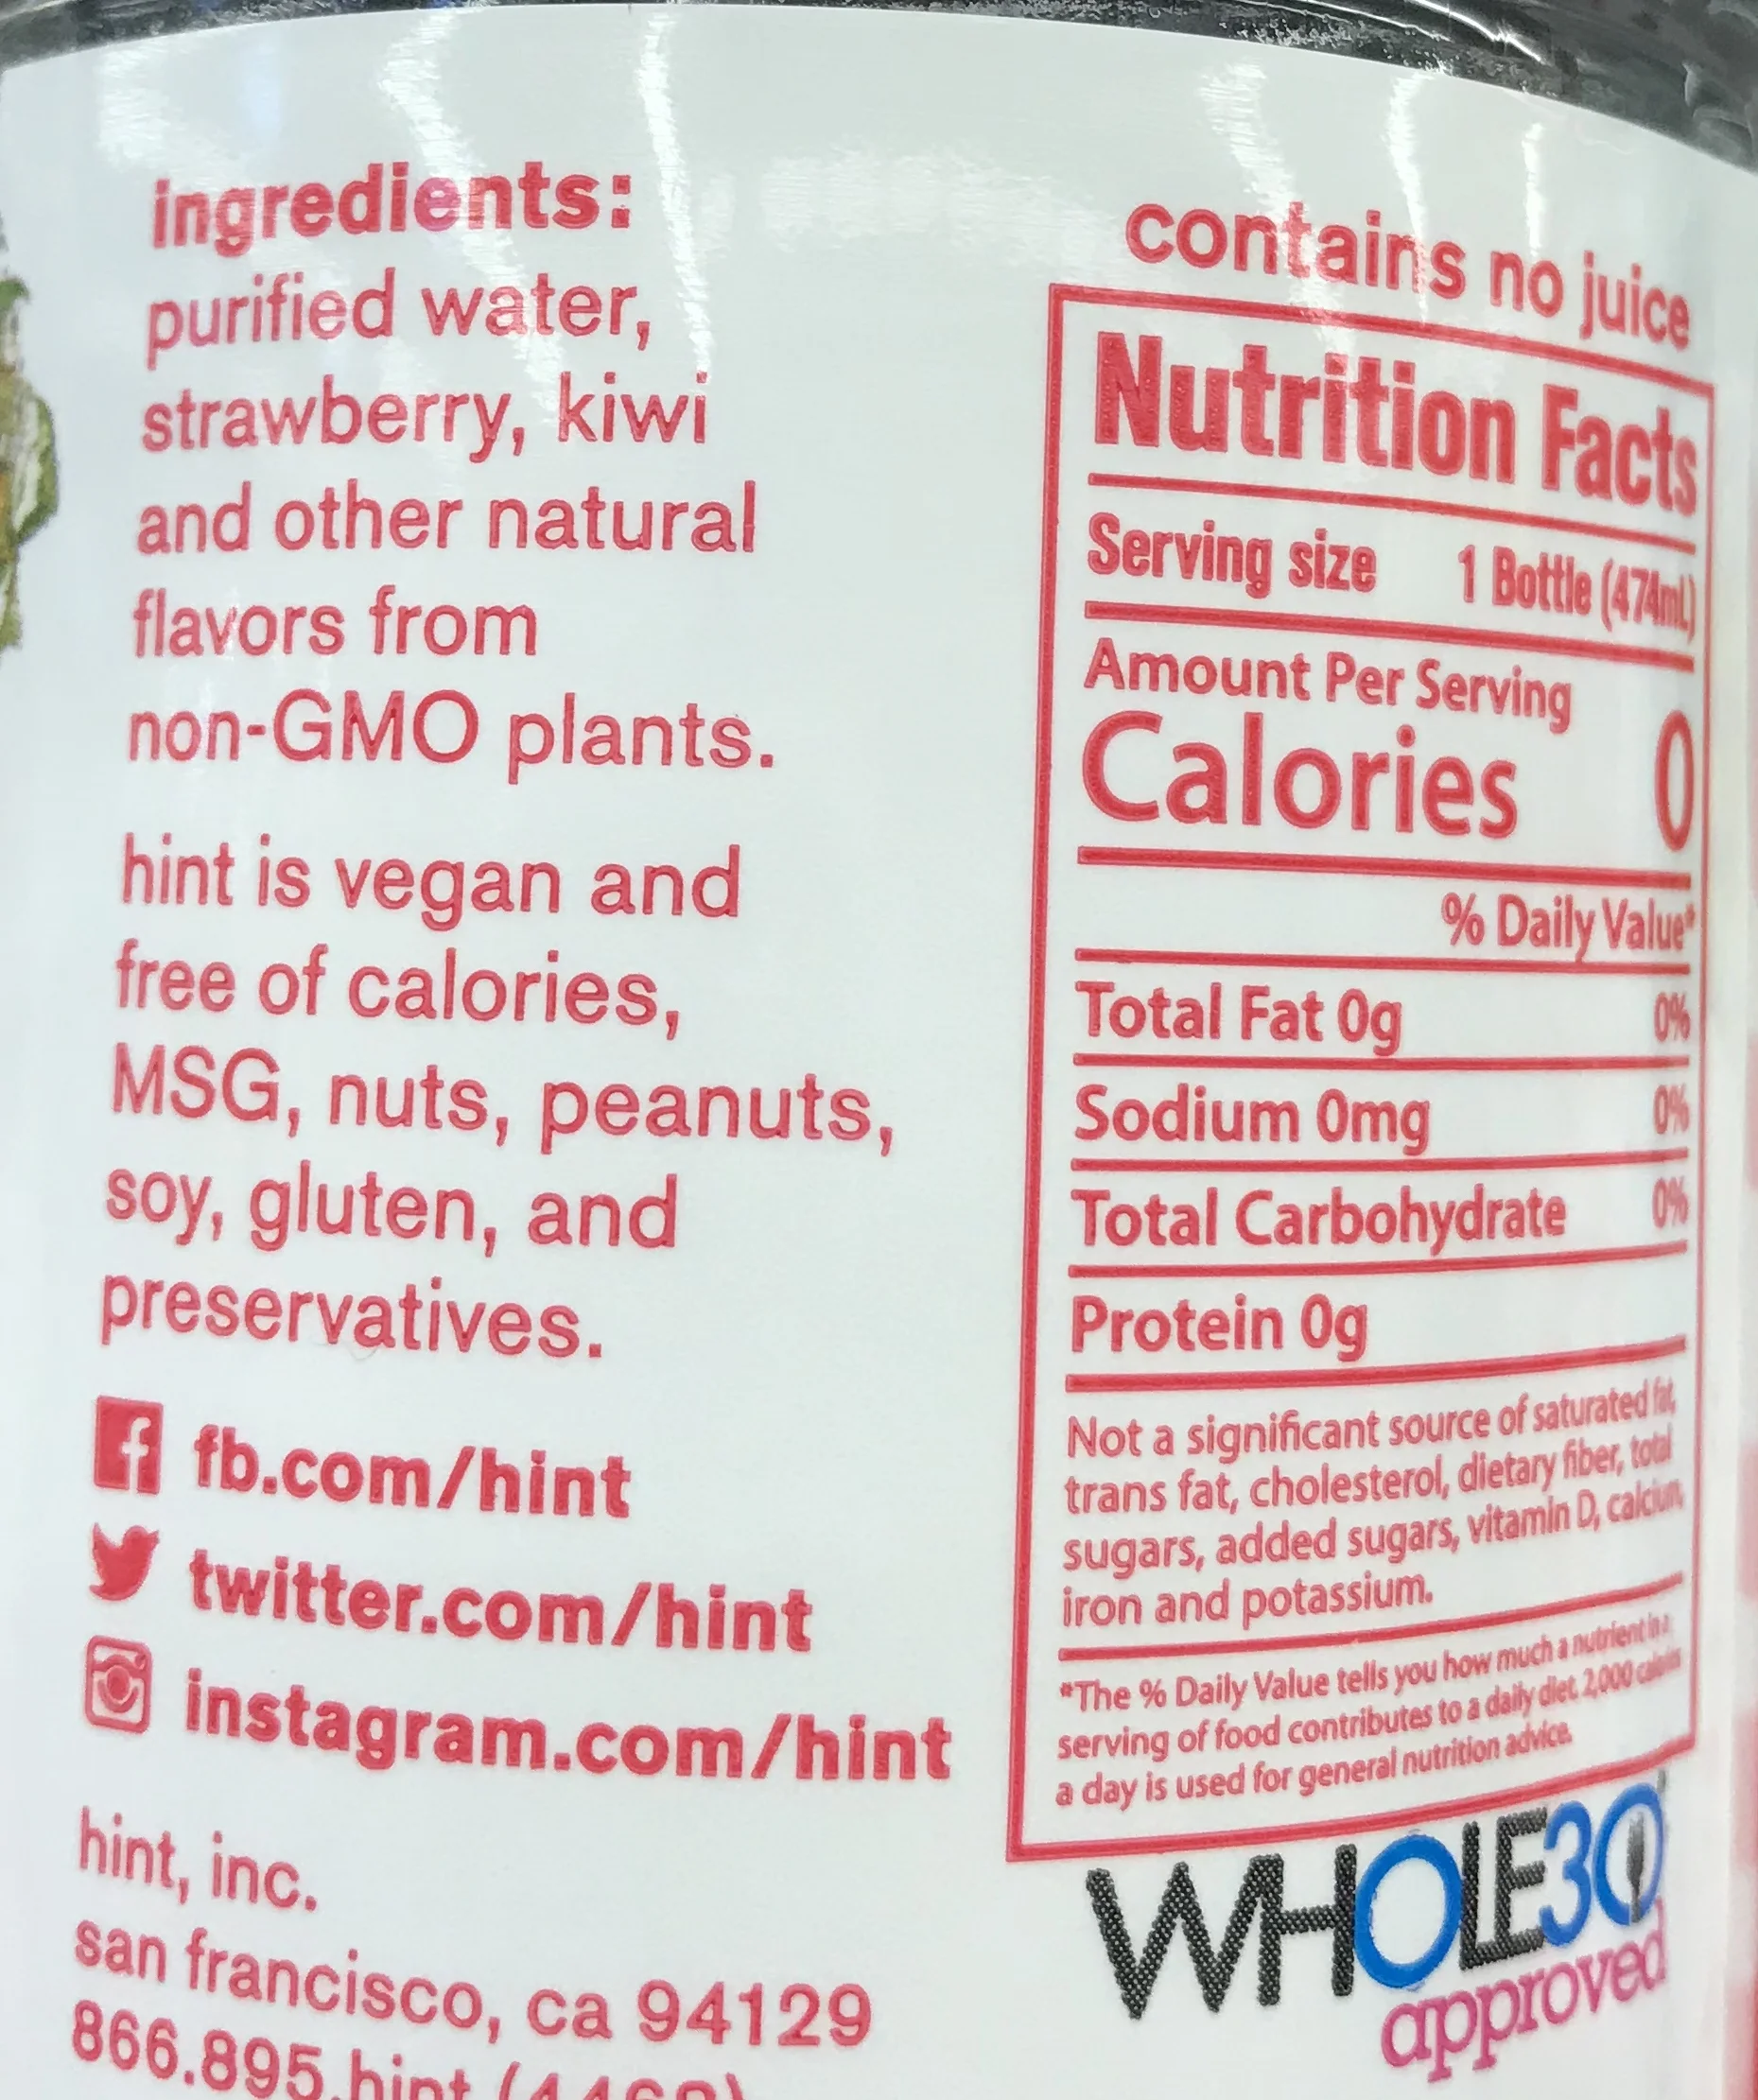 ingredients:
purified water,
strawberry, kiwi
and other natural
flavors from
non-GMO plants.
hint is vegan and
free of calories,
MSG, nuts, peanuts,
soy, gluten, and
preservatives.
fb.com/hint
twitter.com/hint
instagram.com/hint
hint, inc.
san francisco, ca 94129
866.895.hint (4468)
contains no juice
Nutrition Facts
Serving size 1 Bottle (474mL)
Amount Per Serving
Calories 0
% Daily Value*
Total Fat 0g 0%
Sodium 0mg 0%
Total Carbohydrate 0%
Protein 0g
Not a significant source of saturated fat,
trans fat, cholesterol, dietary fiber, total
sugars, added sugars, vitamin D, calcium,
iron and potassium.
*The % Daily Value tells you how much a nutrient in a
serving of food contributes to a daily diet. 2,000 calories
a day is used for general nutrition advice.
WHOLE30
approved